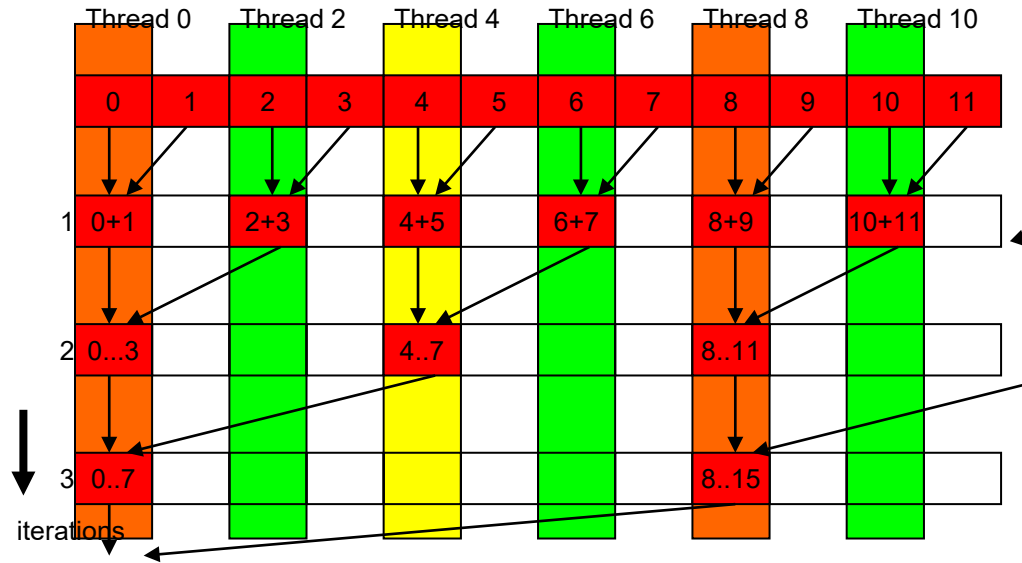 Thread 0 Thread 2 Thread 4 Thread 6 Thread 8 Thread 10
0 1 2 3 4 5 6 7 8 9 10 11
1 0+1 2+3 4+5 6+7 8+9 10+11
2 0...3 4..7 8..11
3 0..7 8..15
iterations